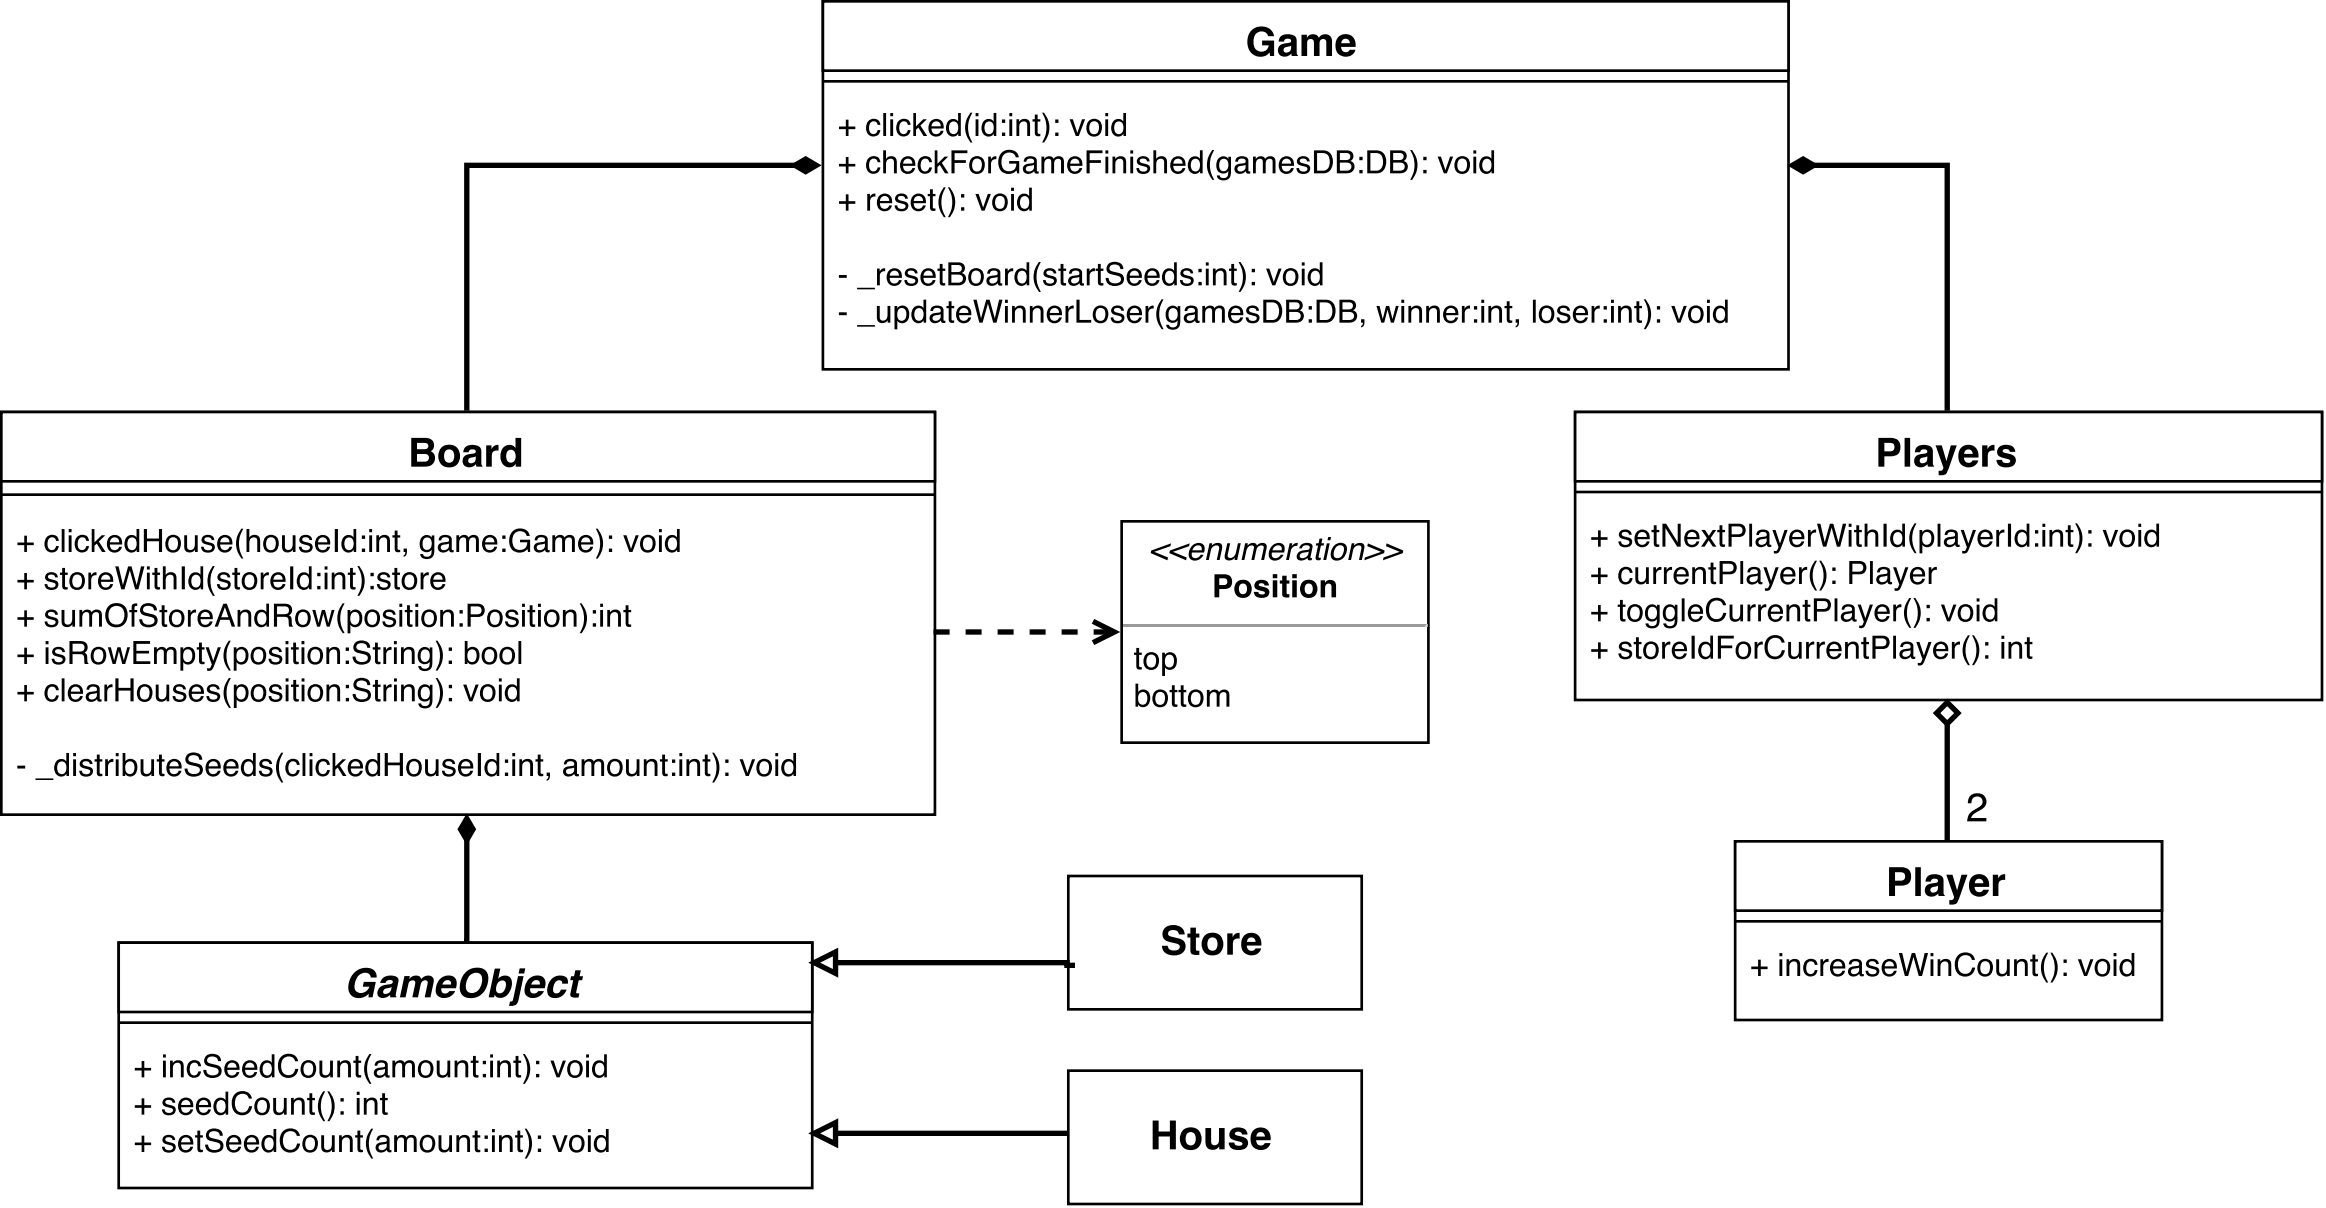 Game
+ clicked(id:int): void
+ checkForGameFinished(gamesDB:DB): void
+ reset(): void
- _resetBoard(startSeeds:int): void
- _updateWinnerLoser(gamesDB:DB, winner:int, loser:int): void
Board
+ clickedHouse(houseId:int, game:Game): void
+ storeWithId(storeId:int):store
+ sumOfStoreAndRow(position:Position):int
+ isRowEmpty(position:String): bool
+ clearHouses(position:String): void
- _distributeSeeds(clickedHouseId:int, amount:int): void
<<enumeration>>
Position
top
bottom
Players
+ setNextPlayerWithId(playerId:int): void
+ currentPlayer(): Player
+ toggleCurrentPlayer(): void
+ storeIdForCurrentPlayer(): int
2
Player
+ increaseWinCount(): void
GameObject
+ incSeedCount(amount:int): void
+ seedCount(): int
+ setSeedCount(amount:int): void
Store
House